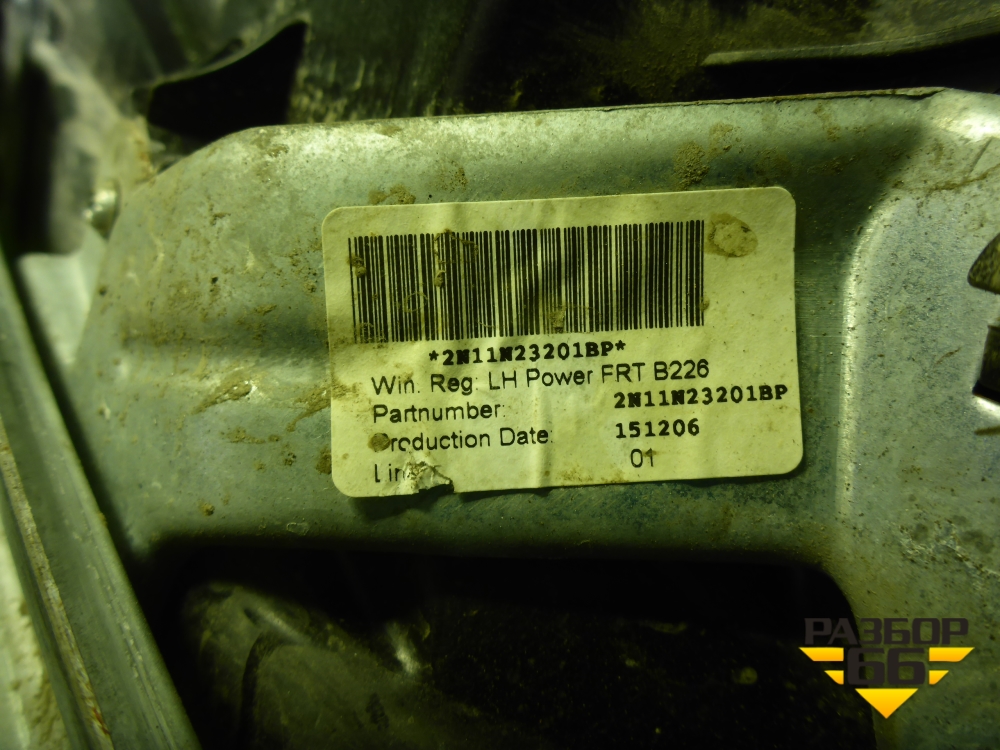 *2N11N23201BP*
Win. Reg: LH Power FRT B226
Partnumber: 2N11N23201BP
Production Date: 151206
01
РАЗБОР
66